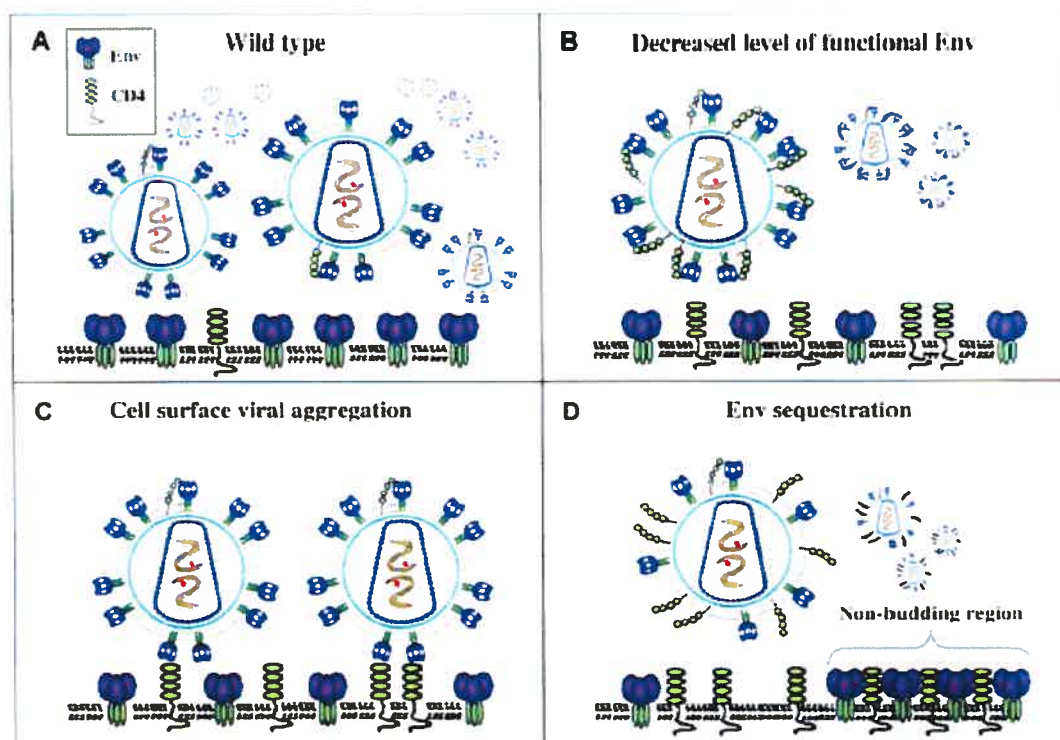 A
Wild type
Env
CD4
B
Decreased level of functional Env
C
Cell surface viral aggregation
D
Env sequestration
Non-budding region